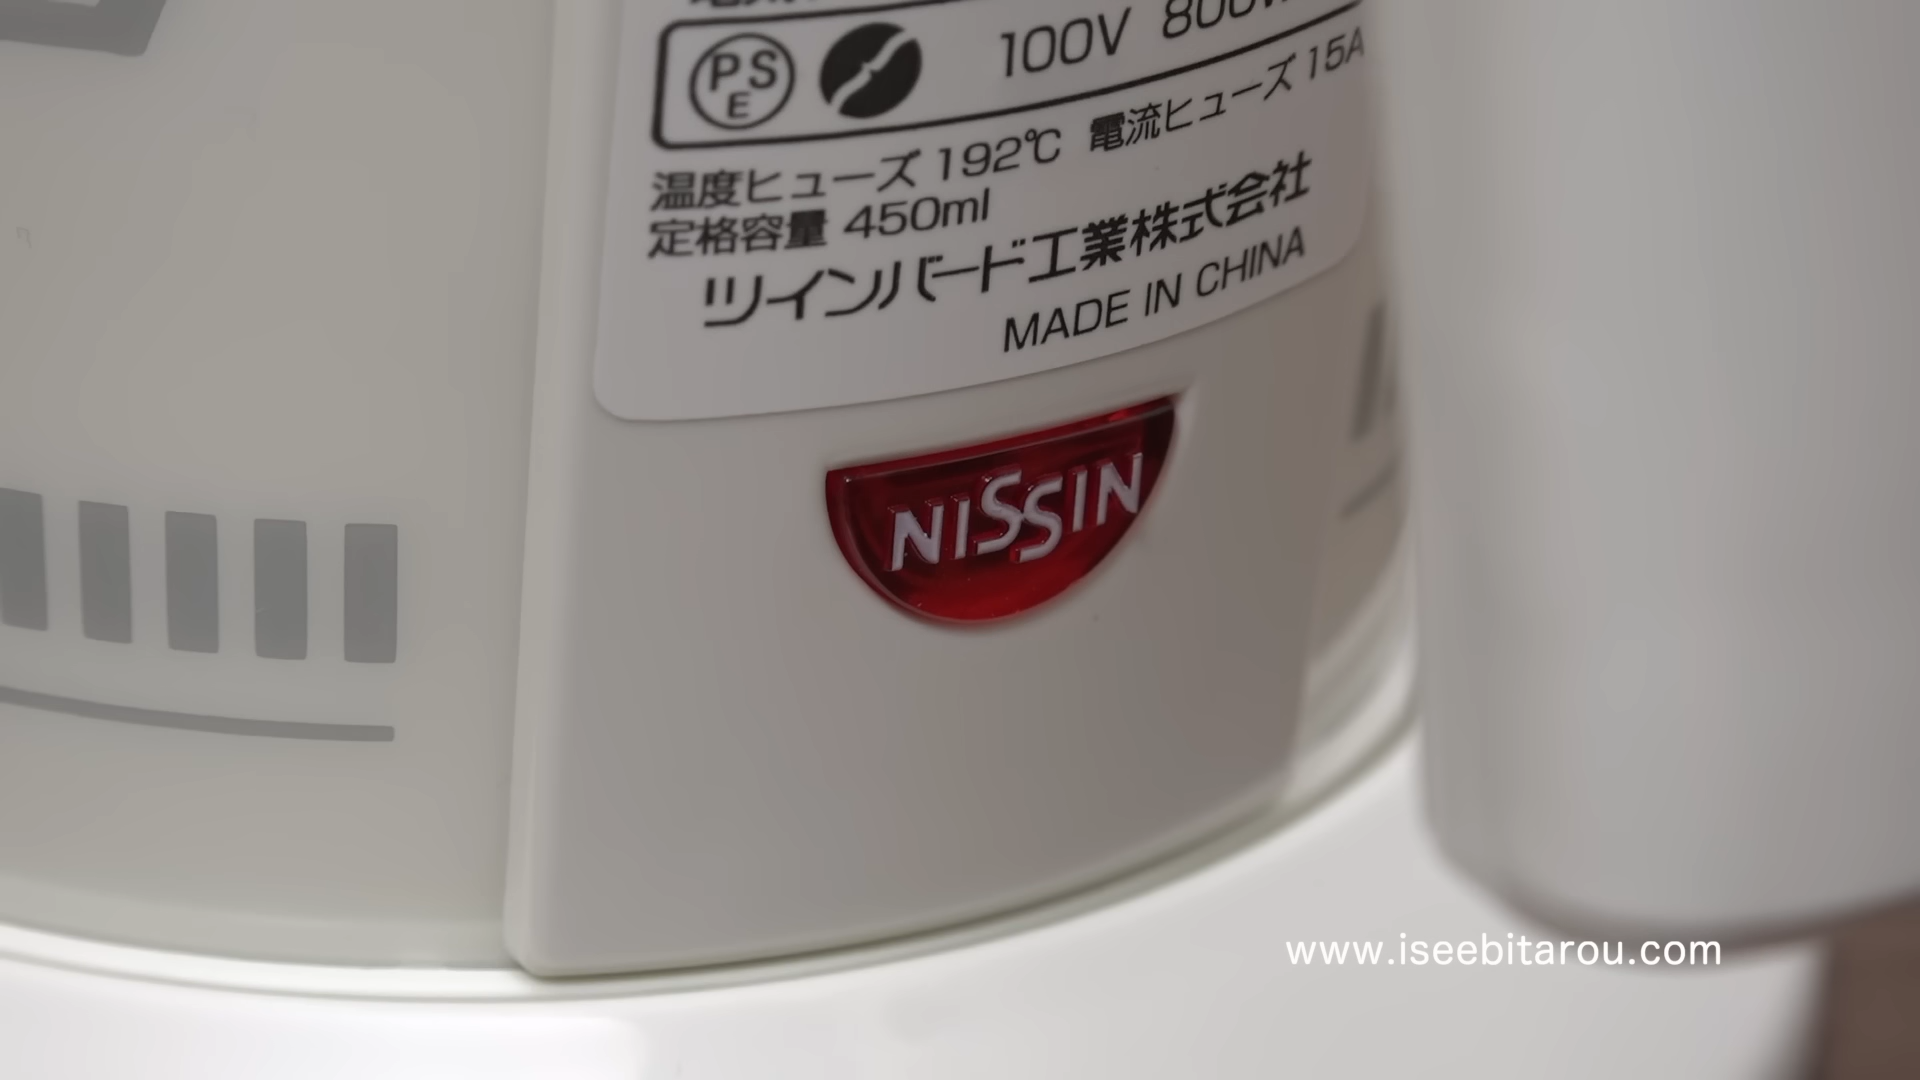 PSE 100V 800W
温度ヒューズ 192℃ 電流ヒューズ 15A
定格容量 450ml
ツインバード工業株式会社
MADE IN CHINA
NISSIN
www.iseebitarou.com